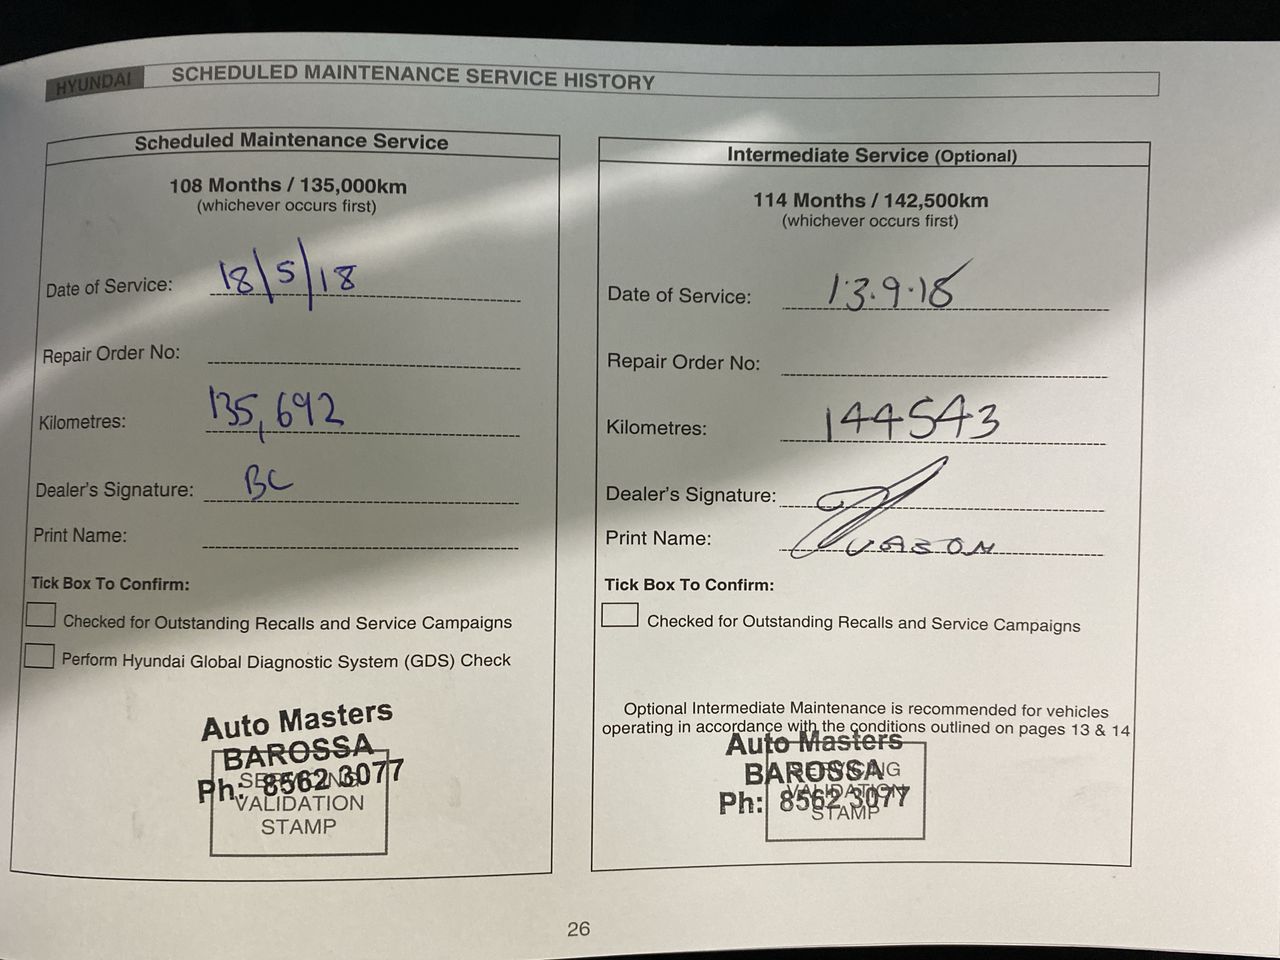 HYUNDAI SCHEDULED MAINTENANCE SERVICE HISTORY
Scheduled Maintenance Service
108 Months / 135,000km
(whichever occurs first)
Date of Service: 18/5/18
Repair Order No:
Kilometres: 135,692
Dealer's Signature: BC
Print Name:
Tick Box To Confirm:
Checked for Outstanding Recalls and Service Campaigns
Perform Hyundai Global Diagnostic System (GDS) Check
Auto Masters
BAROSSA
Ph: 8562 3077
SERVICING
VALIDATION
STAMP
Intermediate Service (Optional)
114 Months / 142,500km
(whichever occurs first)
Date of Service: 13.9.18
Repair Order No:
Kilometres: 144543
Dealer's Signature:
Print Name: JASON
Tick Box To Confirm:
Checked for Outstanding Recalls and Service Campaigns
Optional Intermediate Maintenance is recommended for vehicles
operating in accordance with the conditions outlined on pages 13 & 14
Auto Masters
BAROSSA
Ph: 8562 3077
SERVICING
VALIDATION
STAMP
26